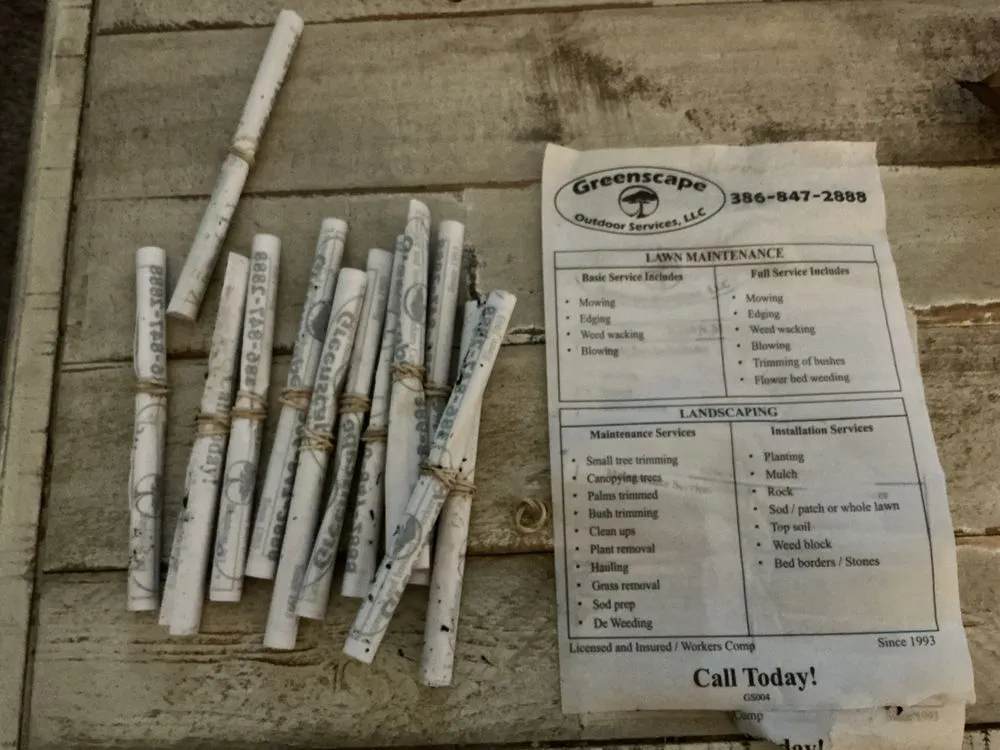 Greenscape
Outdoor Services, LLC
386-847-2888
LAWN MAINTENANCE
Basic Service Includes
• Mowing
• Edging
• Weed wacking
• Blowing
Full Service Includes
• Mowing
• Edging
• Weed wacking
• Blowing
• Trimming of bushes
• Flower bed weeding
LANDSCAPING
Maintenance Services
• Small tree trimming
• Canopying trees
• Palms trimmed
• Bush trimming
• Clean ups
• Plant removal
• Hauling
• Grass removal
• Sod prep
• De Weeding
Installation Services
• Planting
• Mulch
• Rock
• Sod / patch or whole lawn
• Top soil
• Weed block
• Bed borders / Stones
Licensed and Insured / Workers Comp
Since 1993
Call Today!
GS004
Comp
day!